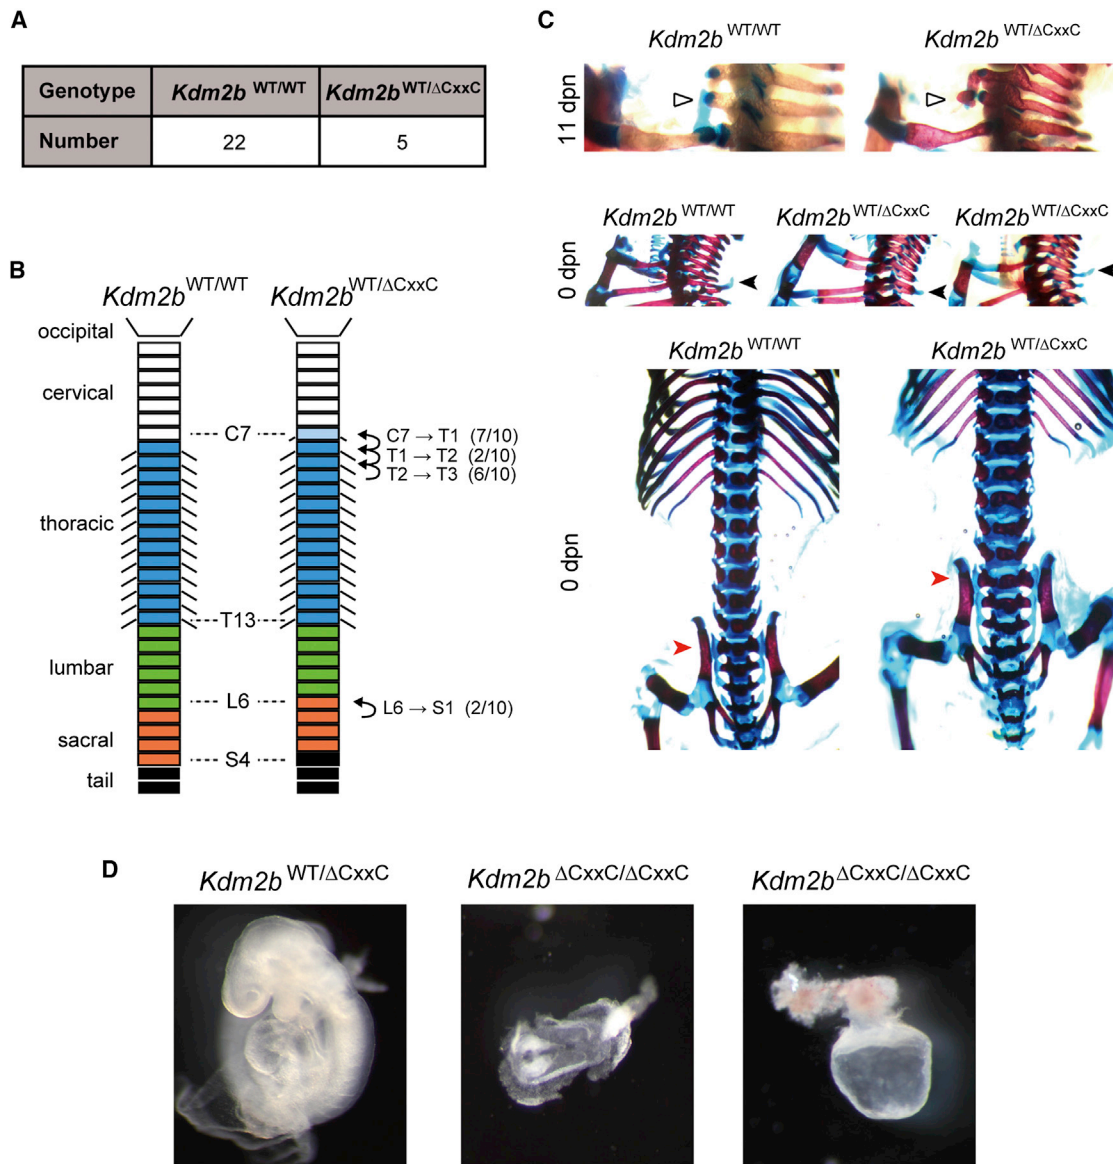 A
Genotype Kdm2b WT/WT Kdm2b WT/ΔCxxC
Number 22 5
B
Kdm2b WT/WT Kdm2b WT/ΔCxxC
occipital
cervical
C7 C7 → T1 (7/10)
T1 → T2 (2/10)
T2 → T3 (6/10)
thoracic
T13
lumbar
L6 L6 → S1 (2/10)
sacral
S4
tail
C
Kdm2b WT/WT Kdm2b WT/ΔCxxC
11 dpn
Kdm2b WT/WT Kdm2b WT/ΔCxxC Kdm2b WT/ΔCxxC
0 dpn
Kdm2b WT/WT Kdm2b WT/ΔCxxC
0 dpn
D
Kdm2b WT/ΔCxxC Kdm2b ΔCxxC/ΔCxxC Kdm2b ΔCxxC/ΔCxxC